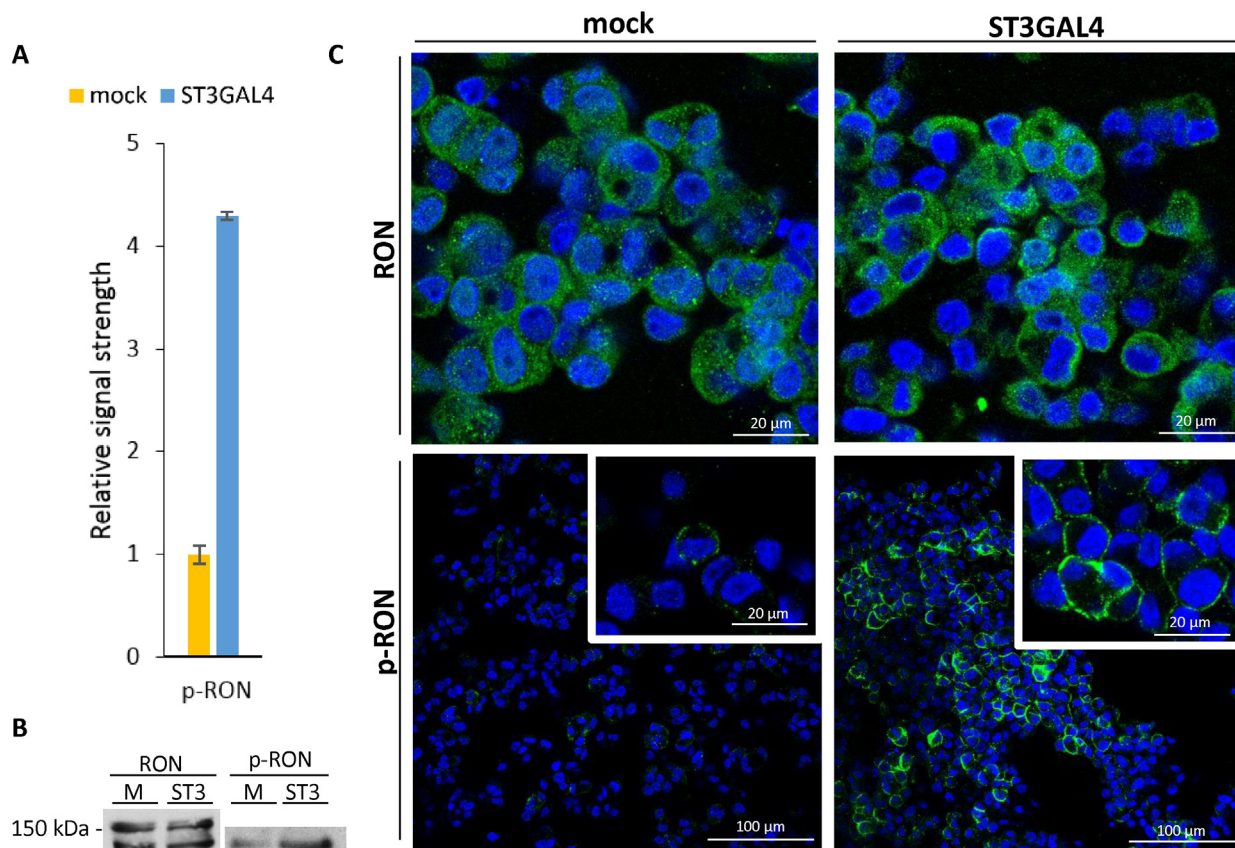 A
mock ST3GAL4
5
4
3
2
1
0
Relative signal strength
p-RON
B
RON p-RON
M ST3 M ST3
150 kDa -
C
mock ST3GAL4
RON
20 µm
20 µm
p-RON
20 µm
20 µm
100 µm
100 µm